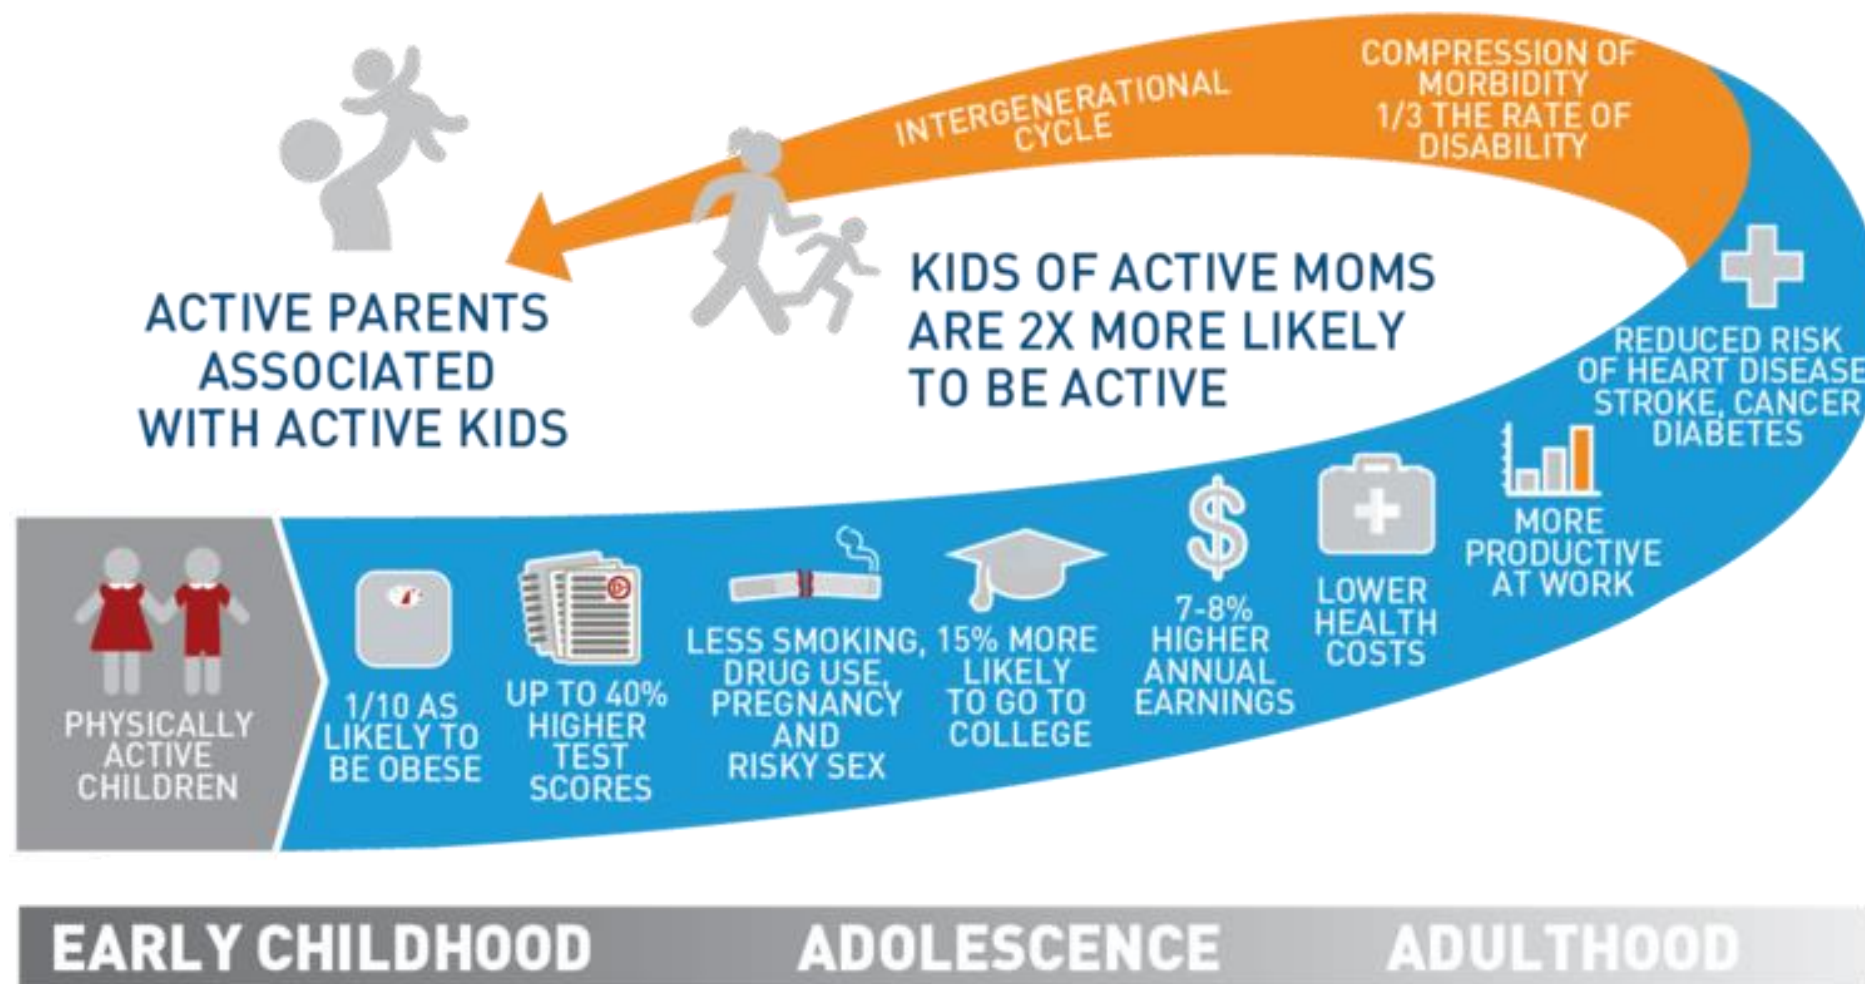 COMPRESSION OF
MORBIDITY
1/3 THE RATE OF
DISABILITY
INTERGENERATIONAL
CYCLE
ACTIVE PARENTS
ASSOCIATED
WITH ACTIVE KIDS
KIDS OF ACTIVE MOMS
ARE 2X MORE LIKELY
TO BE ACTIVE
PHYSICALLY
ACTIVE
CHILDREN
1/10 AS
LIKELY TO
BE OBESE
UP TO 40%
HIGHER
TEST
SCORES
LESS SMOKING,
DRUG USE,
PREGNANCY
AND
RISKY SEX
15% MORE
LIKELY
TO GO TO
COLLEGE
7-8%
HIGHER
ANNUAL
EARNINGS
LOWER
HEALTH
COSTS
MORE
PRODUCTIVE
AT WORK
REDUCED RISK
OF HEART DISEASE
STROKE, CANCER
DIABETES
EARLY CHILDHOOD
ADOLESCENCE
ADULTHOOD